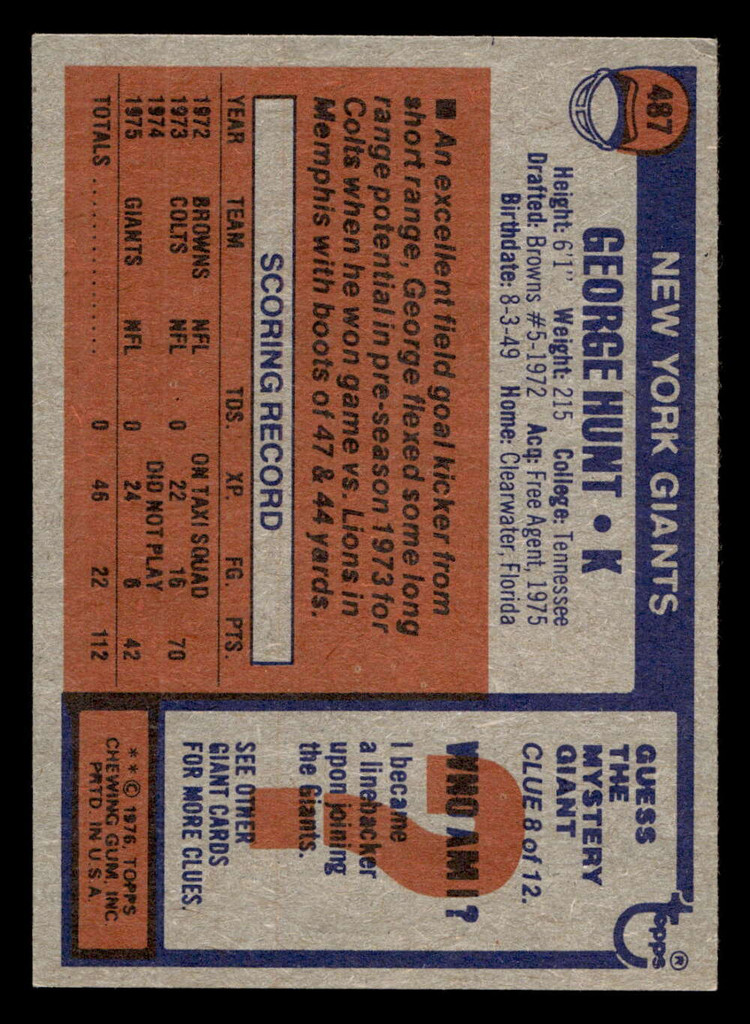 487
NEW YORK GIANTS
GEORGE HUNT • K
Height: 6'1" Weight: 215 College: Tennessee
Drafted: Browns #5-1972 Acq: Free Agent, 1975
Birthdate: 8-3-49 Home: Clearwater, Florida
■ An excellent field goal kicker from
short range, George flexed some long
range potential in pre-season 1973 for
Colts when he won game vs. Lions in
Memphis with boots of 47 & 44 yards.
SCORING RECORD
YEAR TEAM TDS. XP. FG. PTS.
1972 BROWNS NFL ON TAXI SQUAD
1973 COLTS NFL 0 22 16 70
1974 DID NOT PLAY
1975 GIANTS NFL 0 24 6 42
TOTALS .......... 0 46 22 112
topps®
GUESS
THE
MYSTERY
GIANT
CLUE 8 of 12.
WHO AM I?
I became
a linebacker
upon joining
the Giants.
SEE OTHER
GIANT CARDS
FOR MORE CLUES.
**© 1976, TOPPS
CHEWING GUM, INC.
PRTD. IN U.S.A.